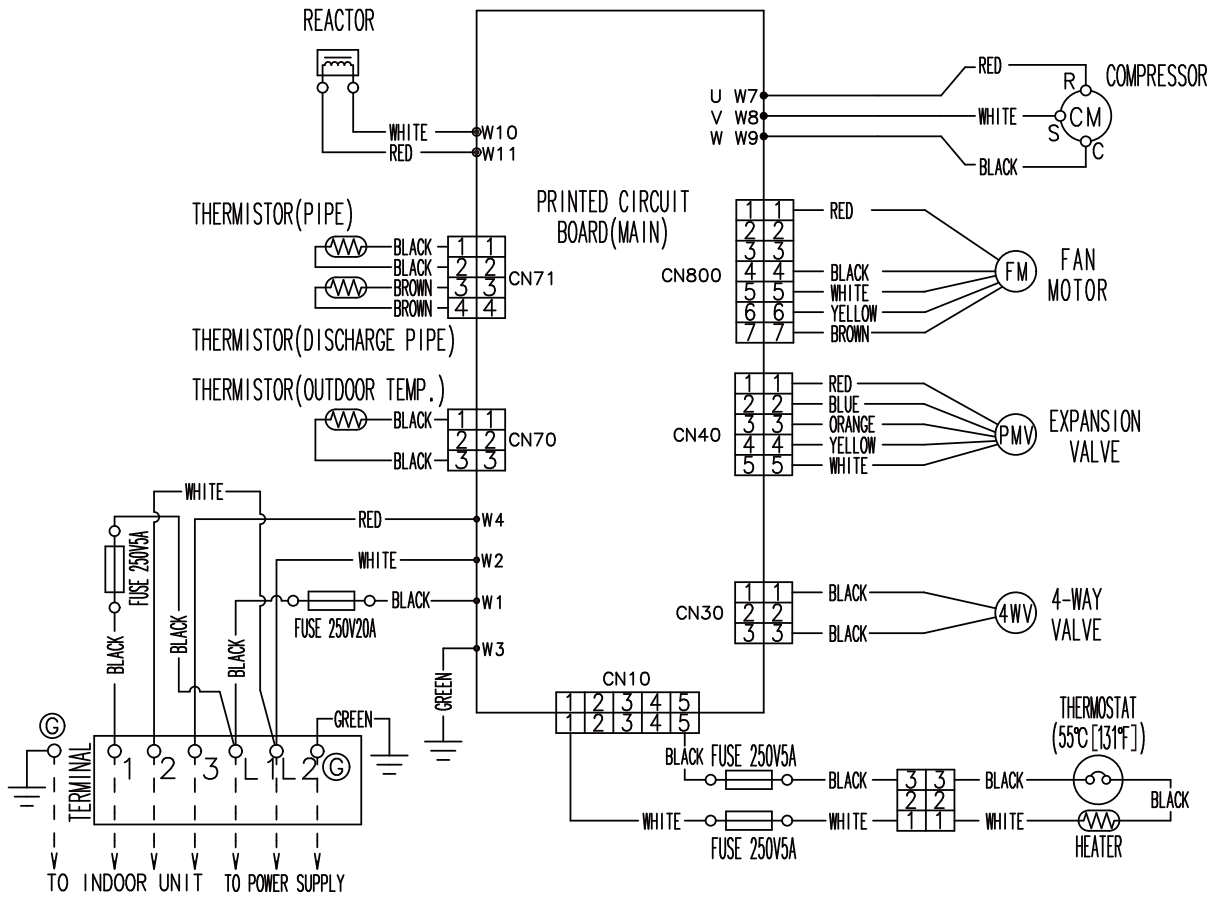 REACTOR
WHITE
RED
W10
W11
U W7
V W8
W W9
RED
WHITE
BLACK
R
S
C
CM
COMPRESSOR
PRINTED CIRCUIT
BOARD(MAIN)
THERMISTOR(PIPE)
BLACK 1 1
BLACK 2 2
BROWN 3 3
BROWN 4 4
CN71
THERMISTOR(DISCHARGE PIPE)
THERMISTOR(OUTDOOR TEMP.)
BLACK 1 1
2 2
BLACK 3 3
CN70
CN800
1 1 RED
2 2
3 3
4 4 BLACK
5 5 WHITE
6 6 YELLOW
7 7 BROWN
FM
FAN
MOTOR
CN40
1 1 RED
2 2 BLUE
3 3 ORANGE
4 4 YELLOW
5 5 WHITE
PMV
EXPANSION
VALVE
WHITE
RED
W4
WHITE
W2
BLACK
W1
FUSE 250V20A
W3
GREEN
FUSE 250V5A
BLACK
BLACK
BLACK
CN30
1 1 BLACK
2 2
3 3 BLACK
4WV
4-WAY
VALVE
CN10
1 2 3 4 5
1 2 3 4 5
G
GREEN
TERMINAL
1 2 3 L 1 L 2 G
TO INDOOR UNIT
TO POWER SUPPLY
BLACK
FUSE 250V5A
BLACK
3 3
2 2
1 1
BLACK
THERMOSTAT
(55℃[131℉])
BLACK
WHITE
FUSE 250V5A
WHITE
WHITE
HEATER